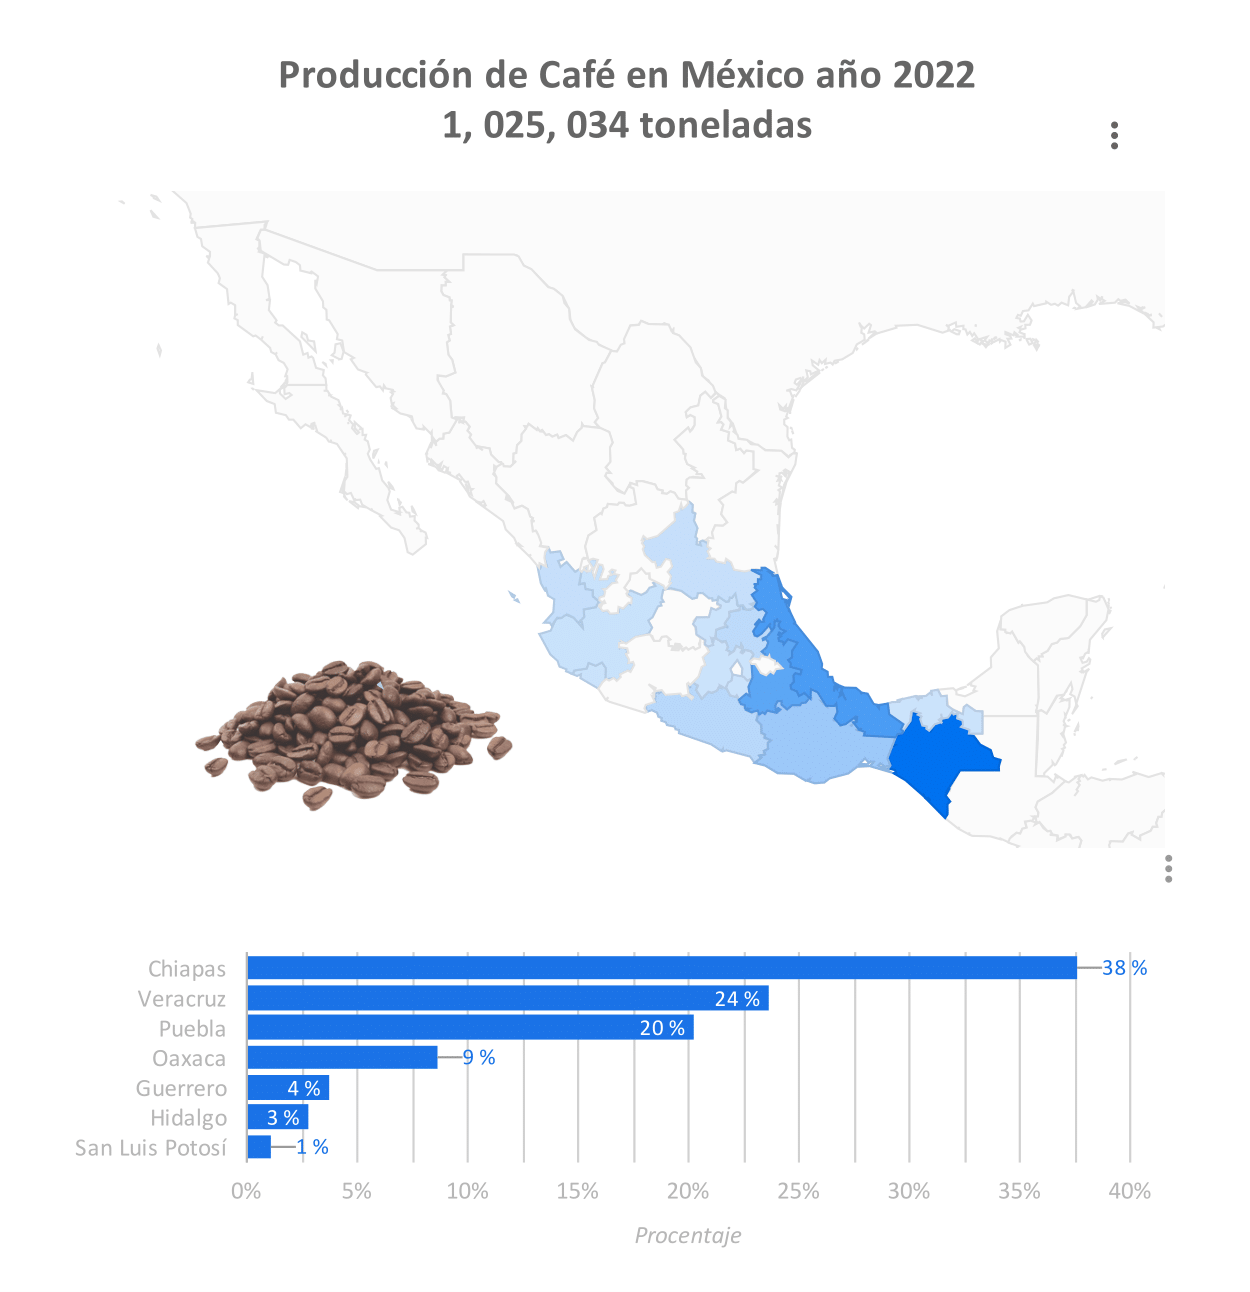 Producción de Café en México año 2022
1, 025, 034 toneladas
Chiapas 38 %
Veracruz 24 %
Puebla 20 %
Oaxaca 9 %
Guerrero 4 %
Hidalgo 3 %
San Luis Potosí 1 %
0% 5% 10% 15% 20% 25% 30% 35% 40%
Procentaje